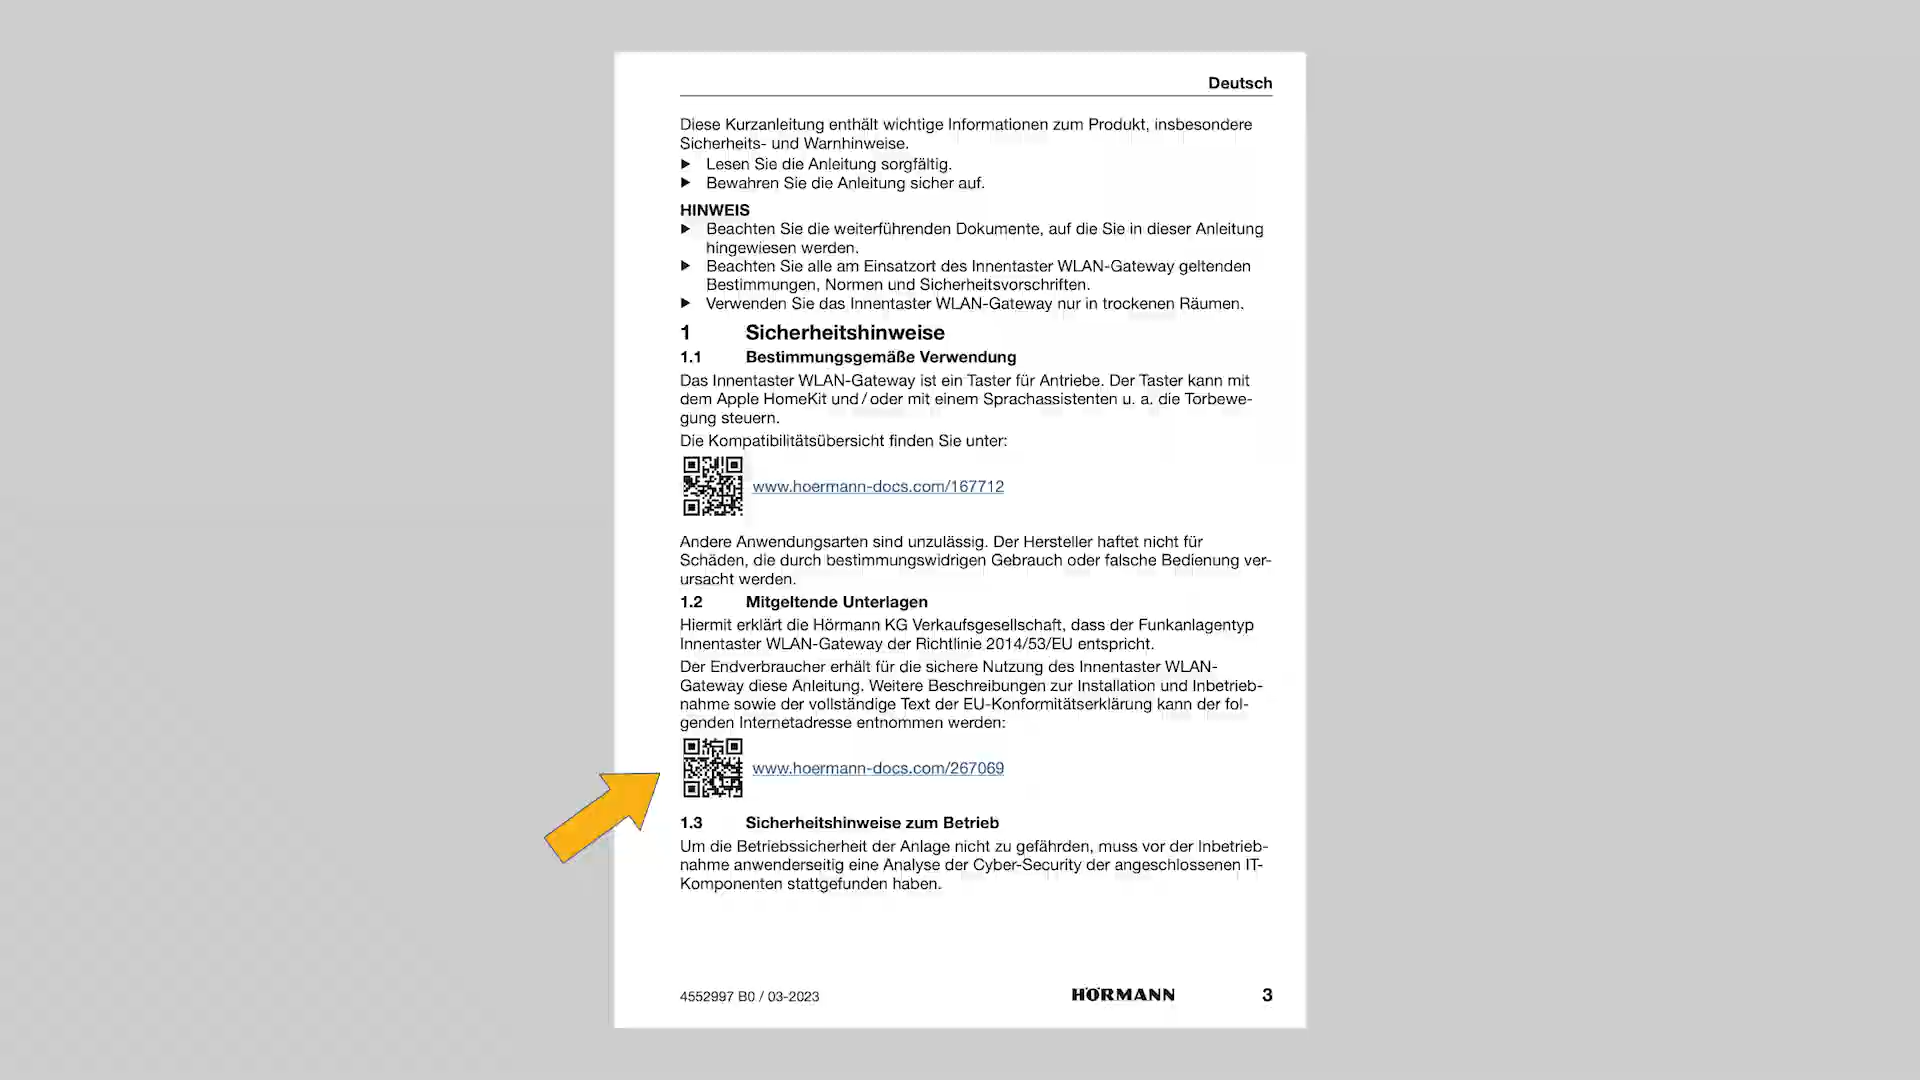 Deutsch
Diese Kurzanleitung enthält wichtige Informationen zum Produkt, insbesondere
Sicherheits- und Warnhinweise.
► Lesen Sie die Anleitung sorgfältig.
► Bewahren Sie die Anleitung sicher auf.
HINWEIS
► Beachten Sie die weiterführenden Dokumente, auf die Sie in dieser Anleitung
hingewiesen werden.
► Beachten Sie alle am Einsatzort des Innentaster WLAN-Gateway geltenden
Bestimmungen, Normen und Sicherheitsvorschriften.
► Verwenden Sie das Innentaster WLAN-Gateway nur in trockenen Räumen.
1 Sicherheitshinweise
1.1 Bestimmungsgemäße Verwendung
Das Innentaster WLAN-Gateway ist ein Taster für Antriebe. Der Taster kann mit
dem Apple HomeKit und / oder mit einem Sprachassistenten u. a. die Torbewe-
gung steuern.
Die Kompatibilitätsübersicht finden Sie unter:
www.hoermann-docs.com/167712
Andere Anwendungsarten sind unzulässig. Der Hersteller haftet nicht für
Schäden, die durch bestimmungswidrigen Gebrauch oder falsche Bedienung ver-
ursacht werden.
1.2 Mitgeltende Unterlagen
Hiermit erklärt die Hörmann KG Verkaufsgesellschaft, dass der Funkanlagentyp
Innentaster WLAN-Gateway der Richtlinie 2014/53/EU entspricht.
Der Endverbraucher erhält für die sichere Nutzung des Innentaster WLAN-
Gateway diese Anleitung. Weitere Beschreibungen zur Installation und Inbetrieb-
nahme sowie der vollständige Text der EU-Konformitätserklärung kann der fol-
genden Internetadresse entnommen werden:
www.hoermann-docs.com/267069
1.3 Sicherheitshinweise zum Betrieb
Um die Betriebssicherheit der Anlage nicht zu gefährden, muss vor der Inbetrieb-
nahme anwenderseitig eine Analyse der Cyber-Security der angeschlossenen IT-
Komponenten stattgefunden haben.
4552997 B0 / 03-2023 HÖRMANN 3